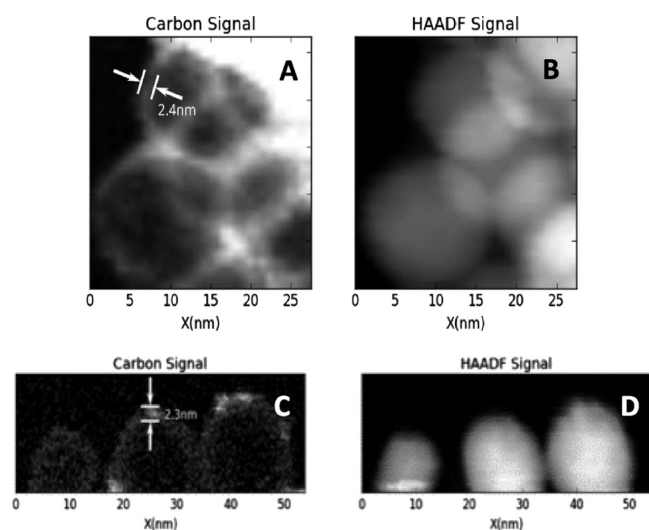 Carbon Signal
HAADF Signal
A
B
2.4nm
0 5 10 15 20 25
0 5 10 15 20 25
X(nm)
X(nm)
Carbon Signal
HAADF Signal
C
D
2.3nm
0 10 20 30 40 50
0 10 20 30 40 50
X(nm)
X(nm)